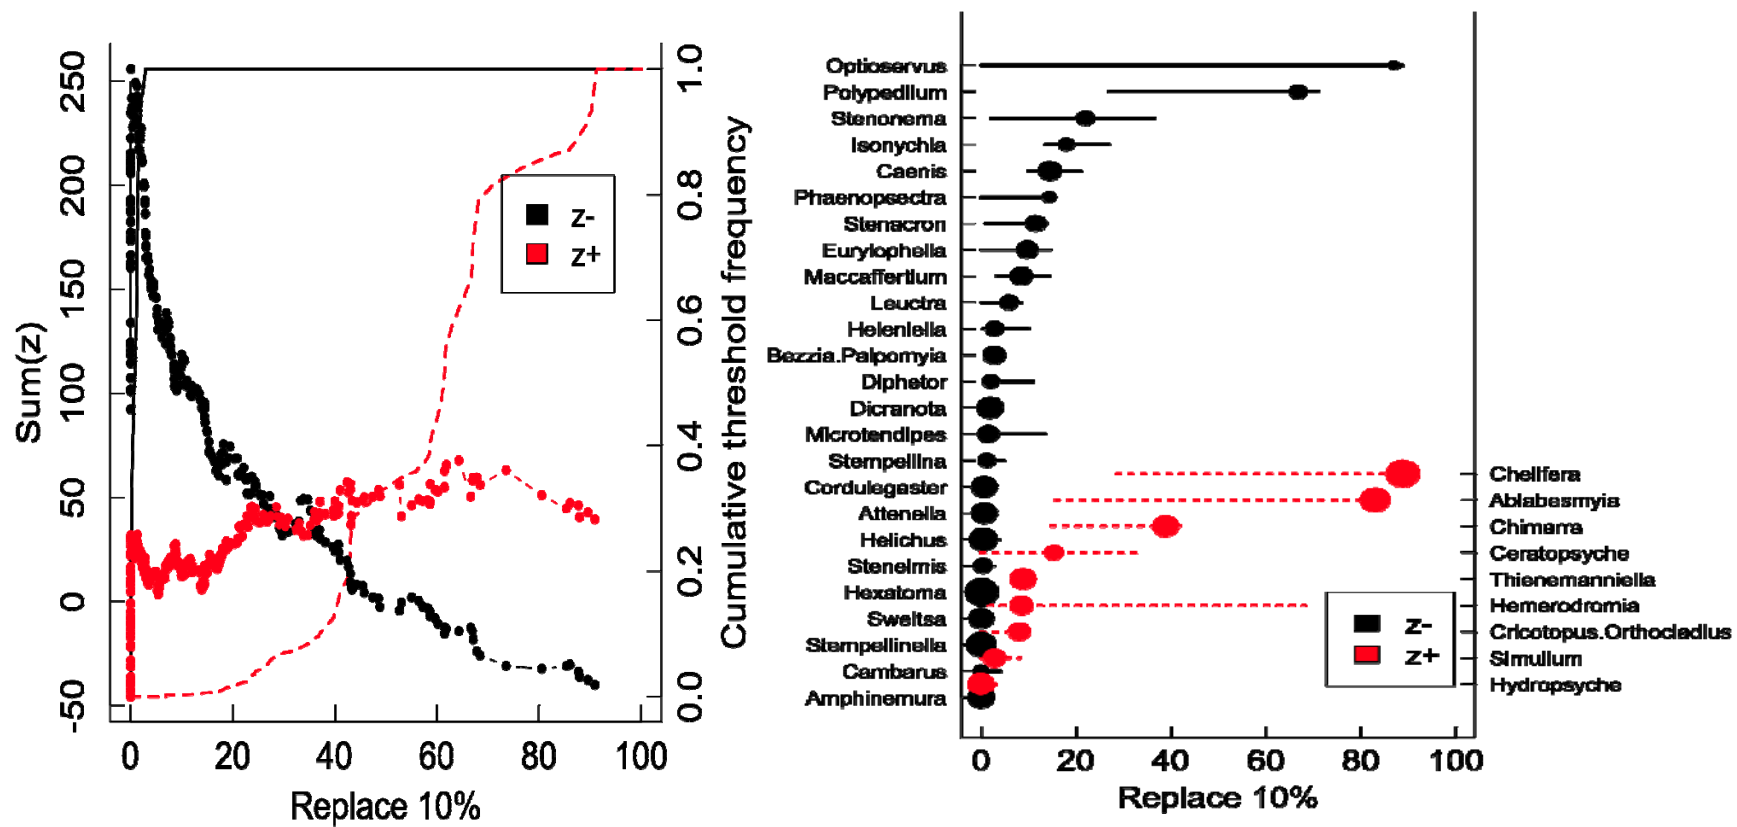 Sum(z)
250
200
150
100
50
0
-50
0
20
40
60
80
100
Replace 10%
1.0
0.8
0.6
0.4
0.2
0.0
Cumulative threshold frequency
z-
z+
Optioservus
Polypedilum
Stenonema
Isonychia
Caenis
Phaenopsectra
Stenacron
Eurylophella
Maccaffertium
Leuctra
Heleniella
Bezzia.Palpomyia
Diphetor
Dicranota
Microtendipes
Stempellina
Cordulegaster
Attenella
Helichus
Stenelmis
Hexatoma
Sweltsa
Stempellinella
Cambarus
Amphinemura
Chelifera
Ablabesmyia
Chimarra
Ceratopsyche
Thienemanniella
Hemerodromia
Cricotopus.Orthocladius
Simulium
Hydropsyche
z-
z+
0
20
40
60
80
100
Replace 10%